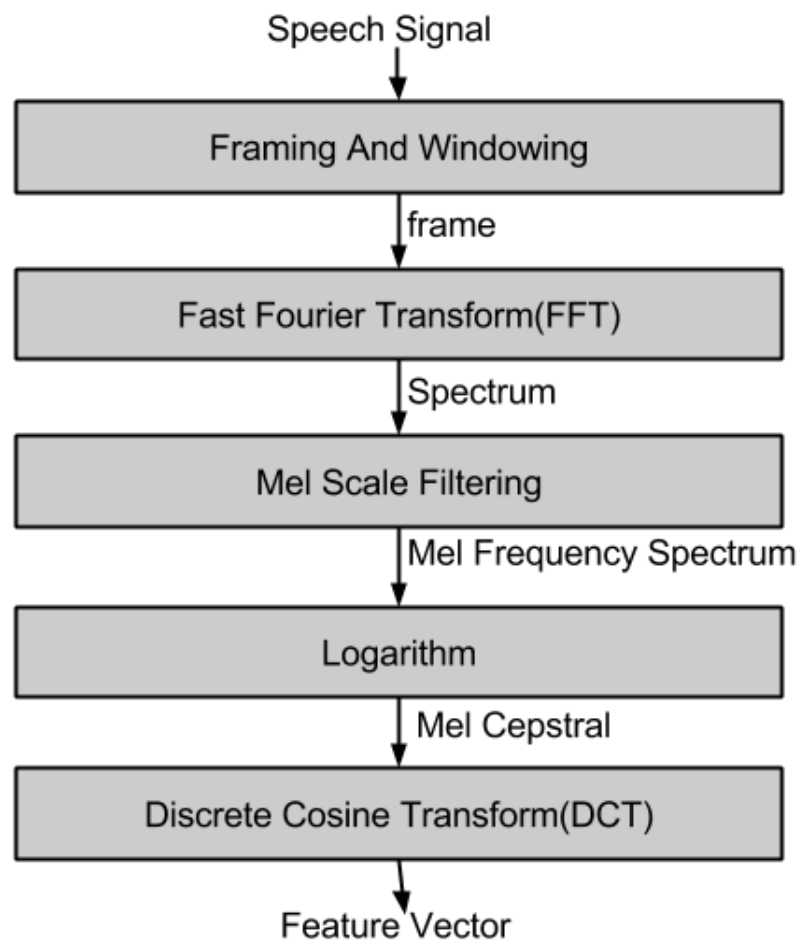 Speech Signal
Framing And Windowing
frame
Fast Fourier Transform(FFT)
Spectrum
Mel Scale Filtering
Mel Frequency Spectrum
Logarithm
Mel Cepstral
Discrete Cosine Transform(DCT)
Feature Vector